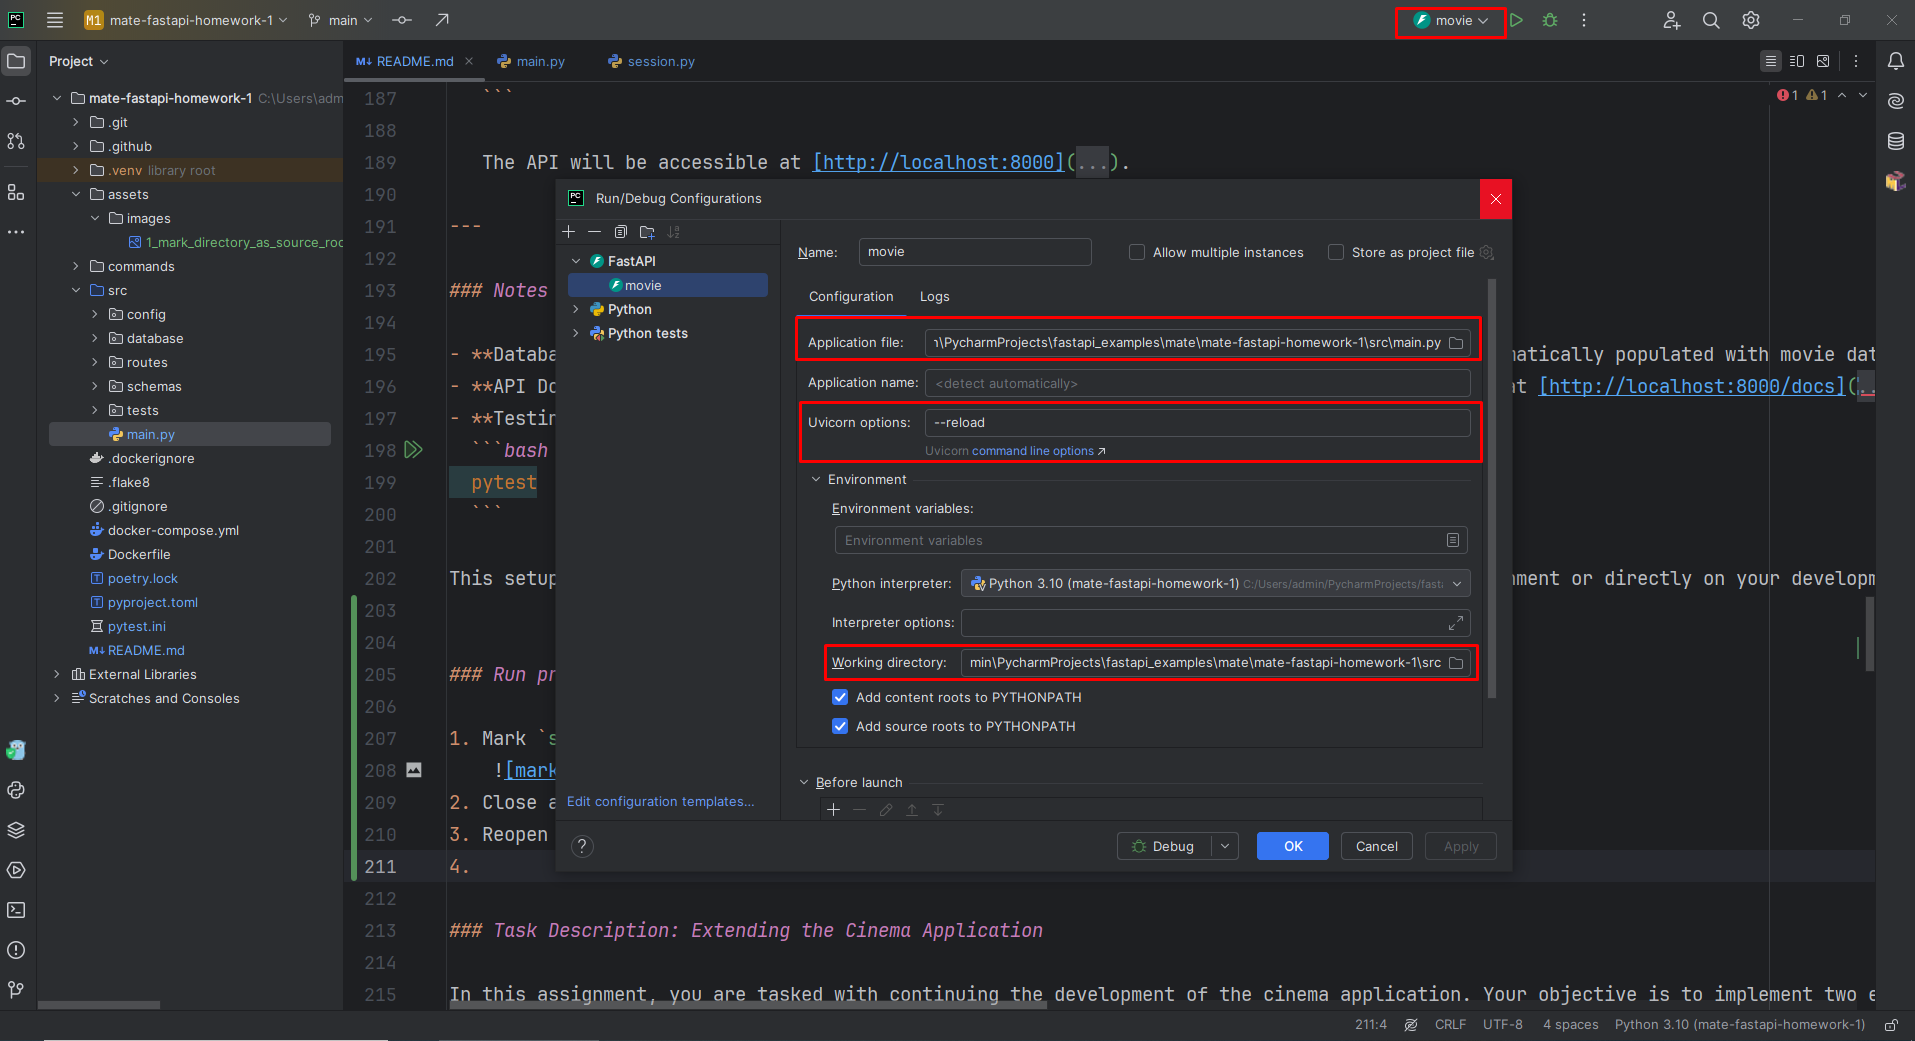 M1 mate-fastapi-homework-1 main movie
Project
README.md main.py session.py
mate-fastapi-homework-1 C:\Users\adm
.git
.github
.venv library root
assets
images
1_mark_directory_as_source_roo
commands
src
config
database
routes
schemas
tests
main.py
.dockerignore
.flake8
.gitignore
docker-compose.yml
Dockerfile
poetry.lock
pyproject.toml
pytest.ini
README.md
External Libraries
Scratches and Consoles
1 1
187 ```
188
189 The API will be accessible at [http://localhost:8000](...).
190
191 ---
192
193 ### Notes
194
195 - **Databa matically populated with movie dat
196 - **API Do at [http://localhost:8000/docs](..
197 - **Testin
198 ```bash
199 pytest
200 ```
201
202 This setup nment or directly on your developm
203
204
205 ### Run pr
206
207 1. Mark `s
208 ![mark
209 2. Close a
210 3. Reopen
211 4.
212
213 ### Task Description: Extending the Cinema Application
214
215 In this assignment, you are tasked with continuing the development of the cinema application. Your objective is to implement two e
Run/Debug Configurations
FastAPI
movie
Python
Python tests
Edit configuration templates...
Name: movie Allow multiple instances Store as project file
Configuration Logs
Application file: n\PycharmProjects\fastapi_examples\mate\mate-fastapi-homework-1\src\main.py
Application name: <detect automatically>
Uvicorn options: --reload
Uvicorn command line options
Environment
Environment variables:
Environment variables
Python interpreter: Python 3.10 (mate-fastapi-homework-1) C:/Users/admin/PycharmProjects/fasta
Interpreter options:
Working directory: min\PycharmProjects\fastapi_examples\mate\mate-fastapi-homework-1\src
Add content roots to PYTHONPATH
Add source roots to PYTHONPATH
Before launch
? Debug OK Cancel Apply
211:4 CRLF UTF-8 4 spaces Python 3.10 (mate-fastapi-homework-1)